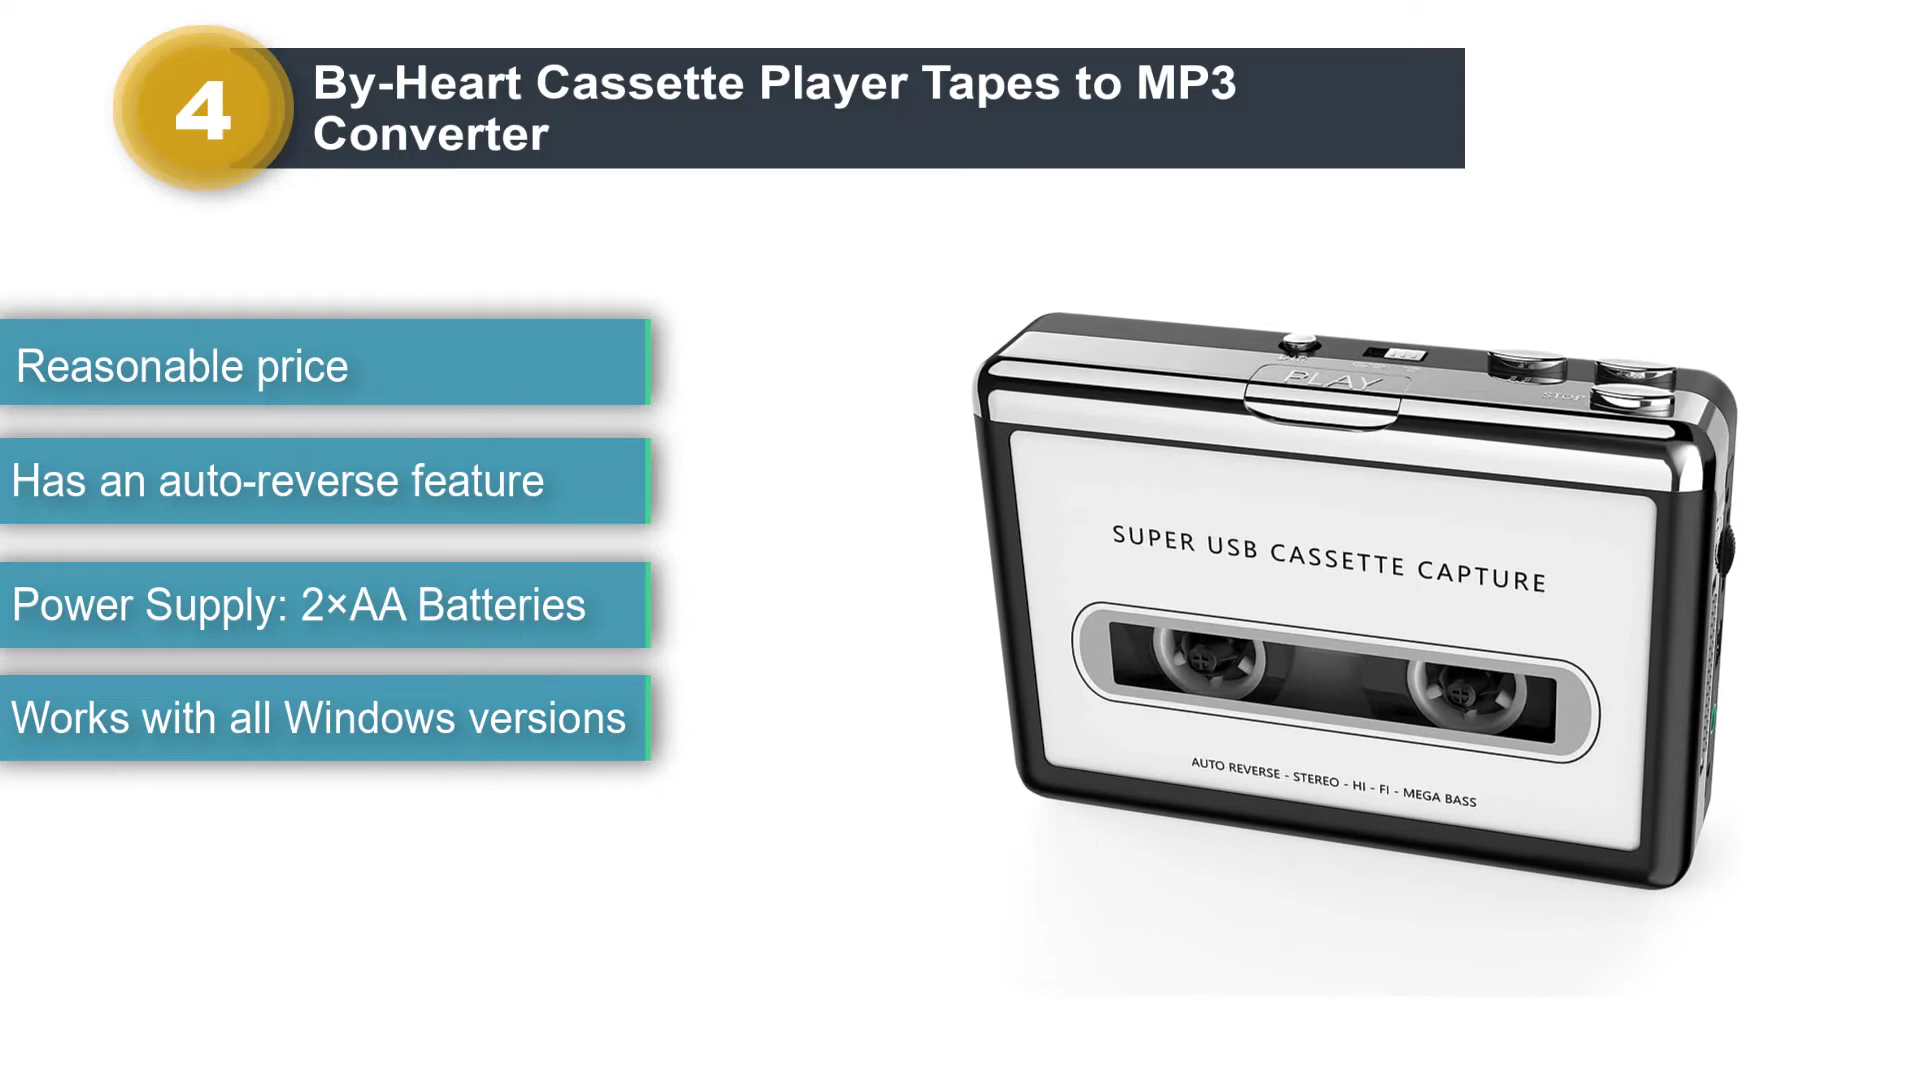 4
By-Heart Cassette Player Tapes to MP3
Converter
Reasonable price
Has an auto-reverse feature
Power Supply: 2×AA Batteries
Works with all Windows versions
PLAY
STOP
SUPER USB CASSETTE CAPTURE
AUTO REVERSE - STEREO - HI - FI - MEGA BASS